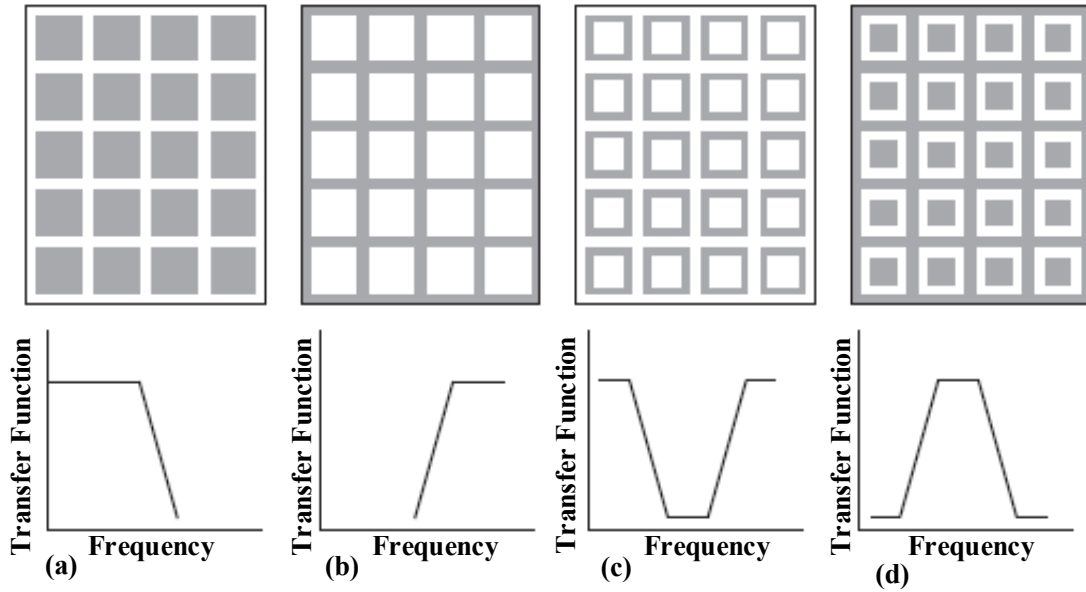 Transfer Function
Frequency
(a)
Transfer Function
Frequency
(b)
Transfer Function
Frequency
(c)
Transfer Function
Frequency
(d)